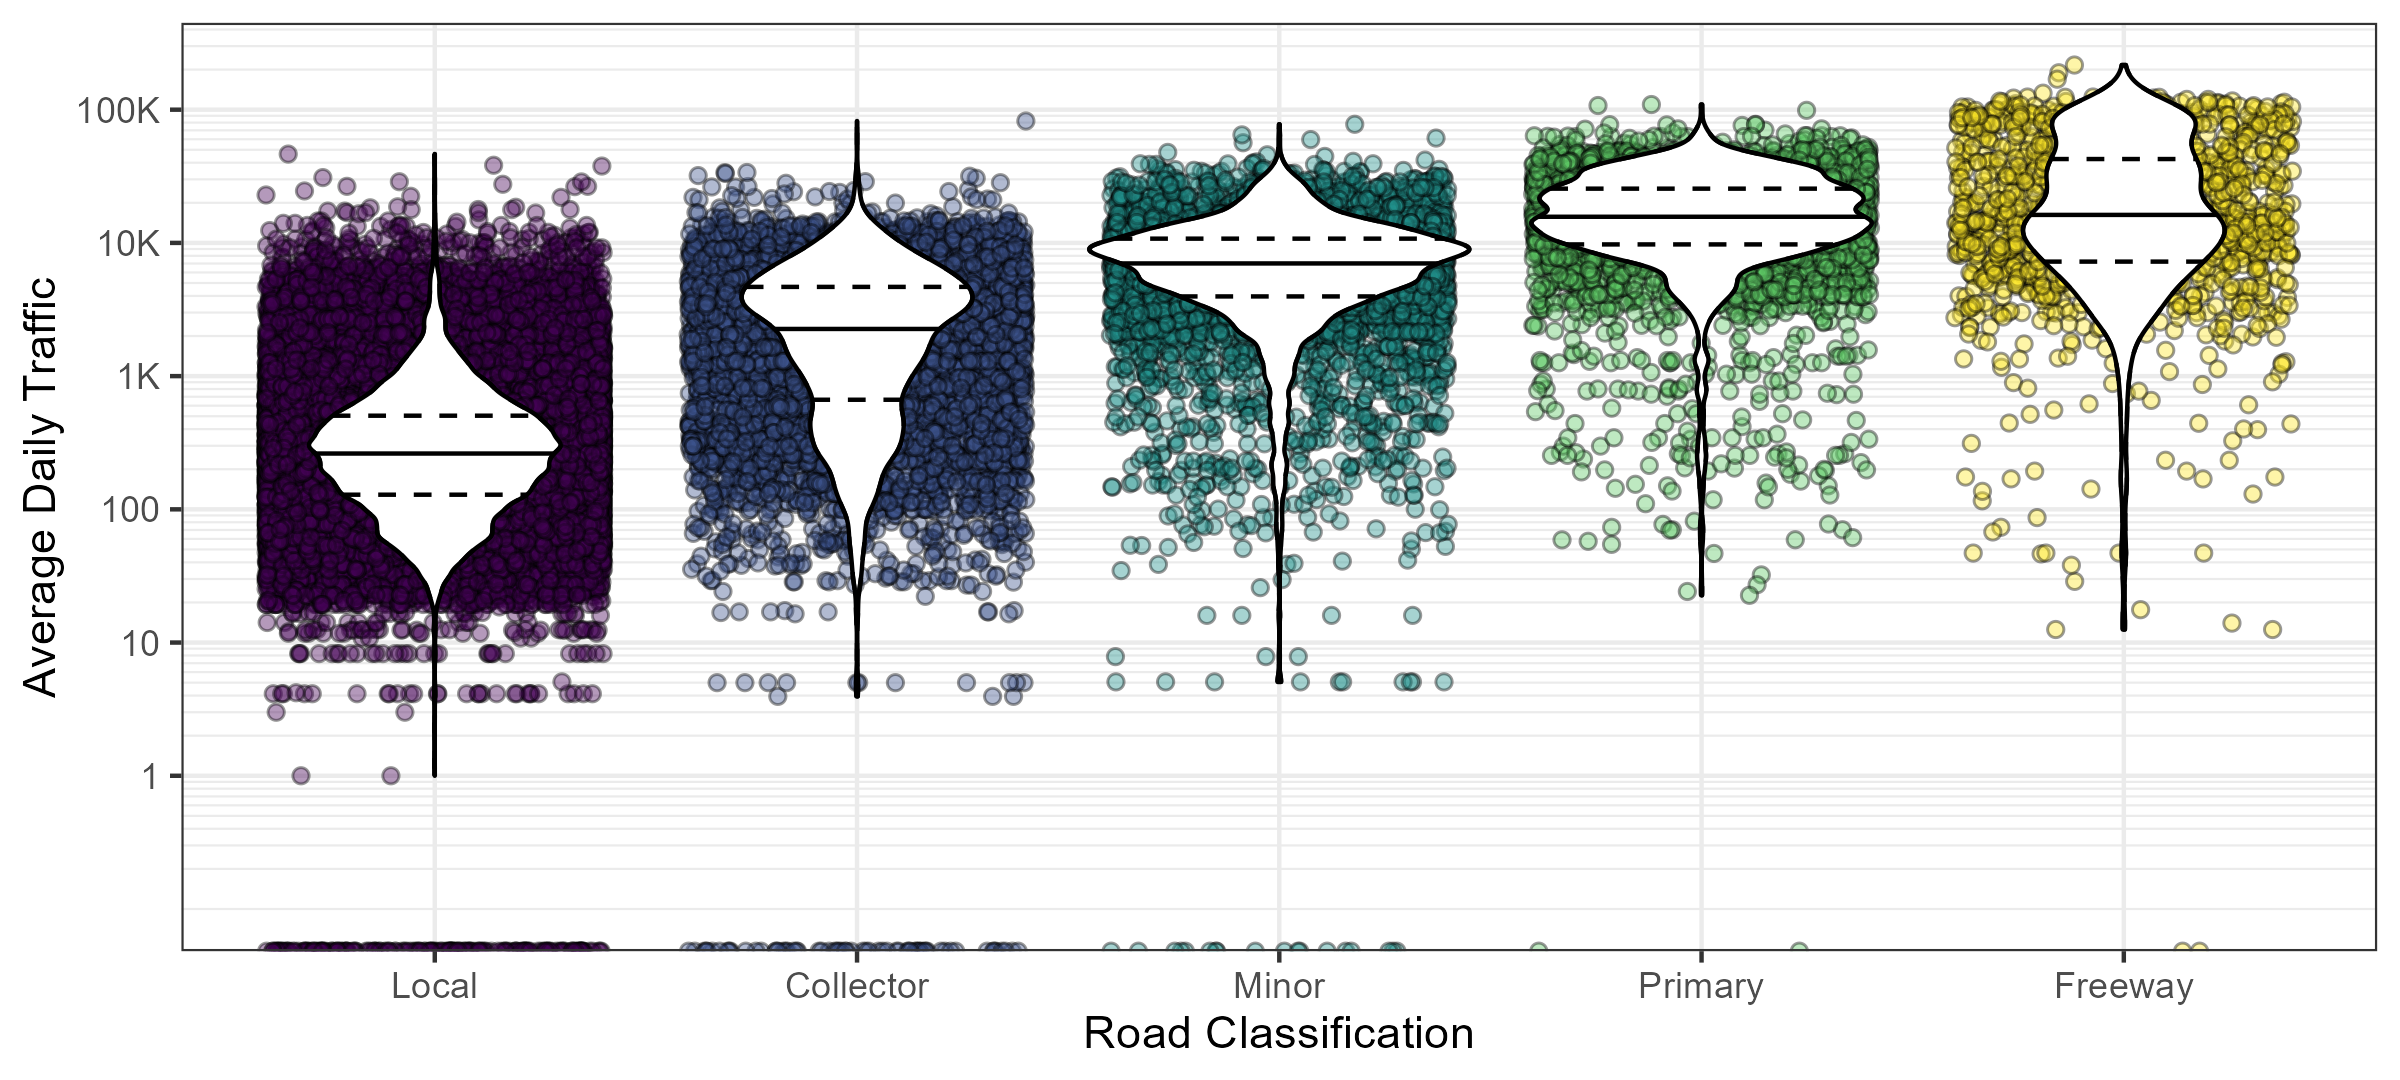 Average Daily Traffic
100K
10K
1K
100
10
1
Local
Collector
Minor
Primary
Freeway
Road Classification